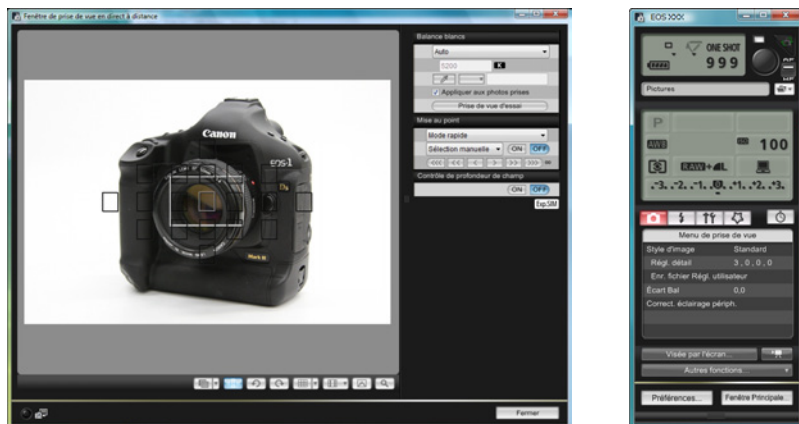 Fenêtre de prise de vue en direct à distance
Balance blancs
Auto
5200 K
Appliquer aux photos prises
Prise de vue d'essai
Mise au point
Mode rapide
Sélection manuelle ON OFF
<<< << < > >> >>> ∞
Contrôle de profondeur de champ
ON OFF
Exp.SIM
Canon
EOS-1
Ds
Mark III
Fermer
EOS XXX
ONE SHOT
999
Pictures
P
AWB ISO 100
RAW+L
-3..-2..-1..0..+1..+2..+3.
Menu de prise de vue
Style d'image Standard
Régl. détail 3 , 0 , 0 , 0
Enr. fichier Régl. utilisateur
Écart Bal 0,0
Correct. éclairage périph.
Visée par l'écran...
Autres fonctions...
Préférences... Fenêtre Principale...